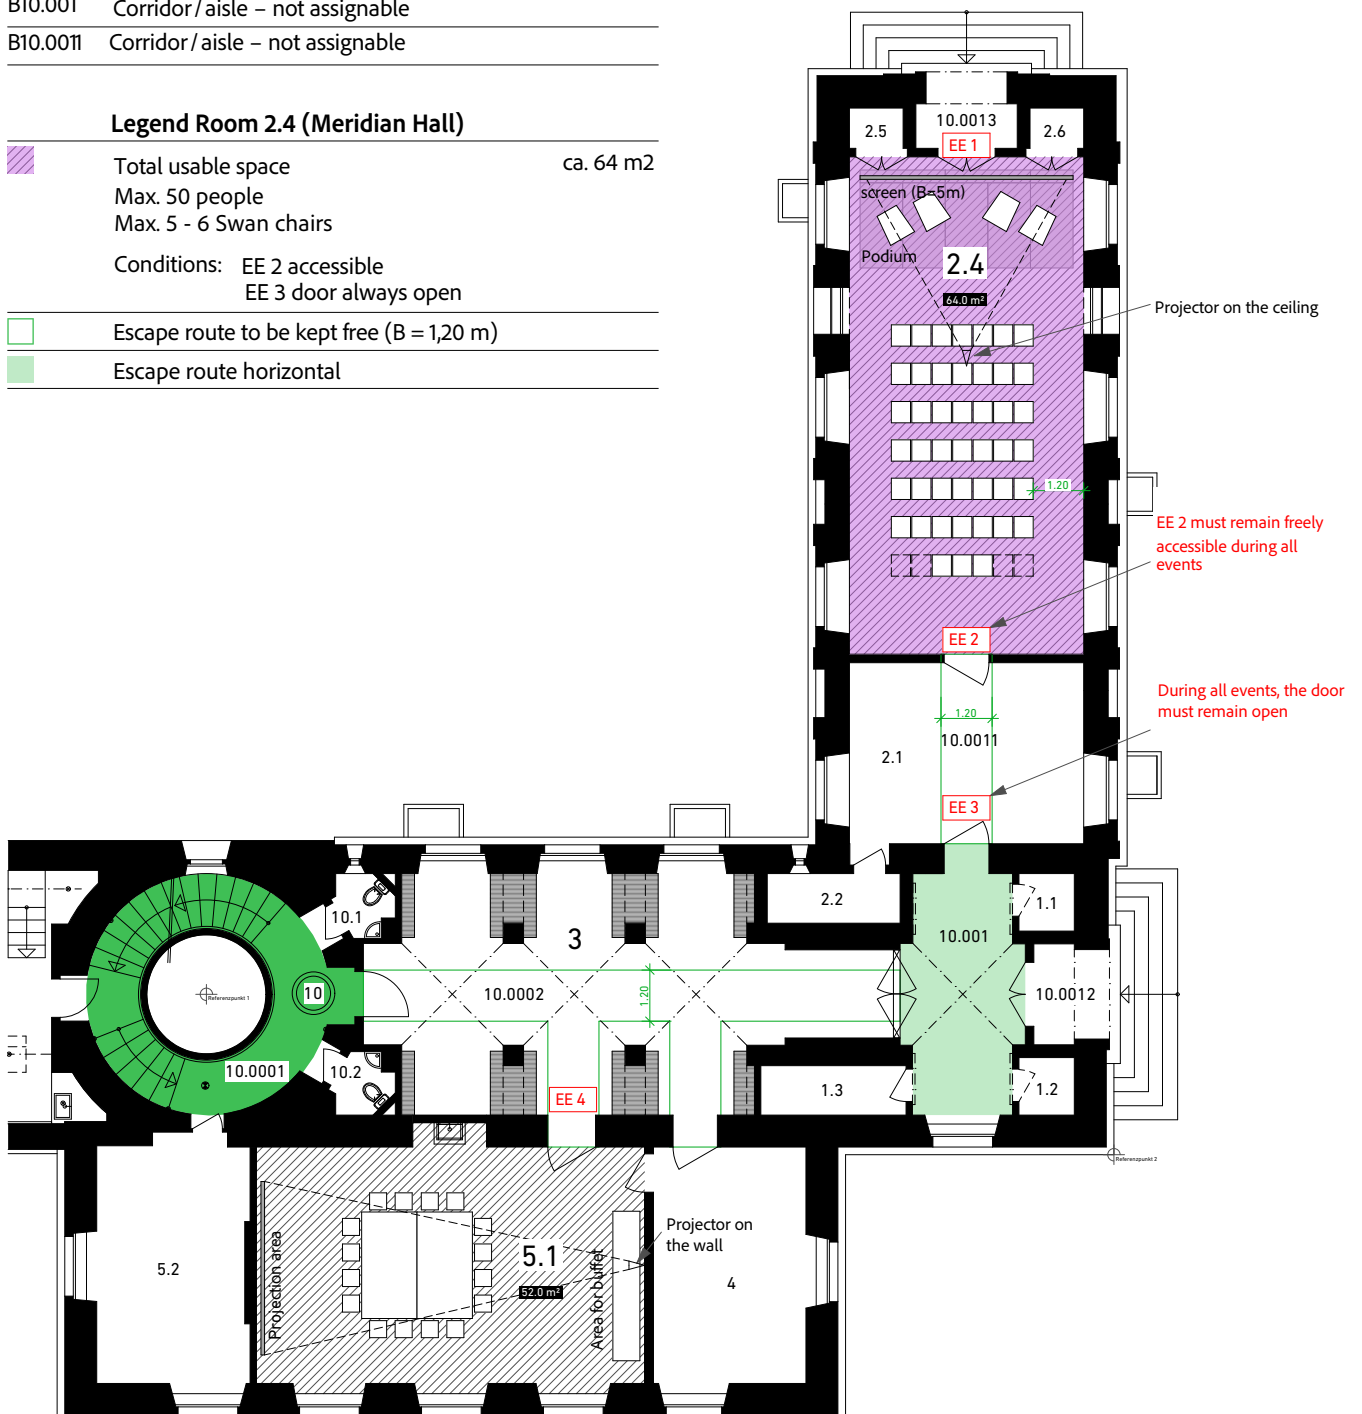 B10.001 Corridor / aisle – not assignable
B10.0011 Corridor / aisle – not assignable
Legend Room 2.4 (Meridian Hall)
Total usable space ca. 64 m2
Max. 50 people
Max. 5 - 6 Swan chairs
Conditions: EE 2 accessible
EE 3 door always open
Escape route to be kept free (B = 1,20 m)
Escape route horizontal
2.5
10.0013
2.6
EE 1
screen (B=5m)
Podium
2.4
64.0 m²
Projector on the ceiling
1.20
EE 2 must remain freely
accessible during all
events
EE 2
During all events, the door
must remain open
1.20
10.0011
2.1
EE 3
10.1
2.2
1.1
3
10.001
10
Referenzpunkt 1
10.0002
1.20
10.0012
10.0001
10.2
EE 4
1.3
1.2
Referenzpunkt 2
Projection area
5.1
52.0 m²
Area for buffet
Projector on
the wall
5.2
4